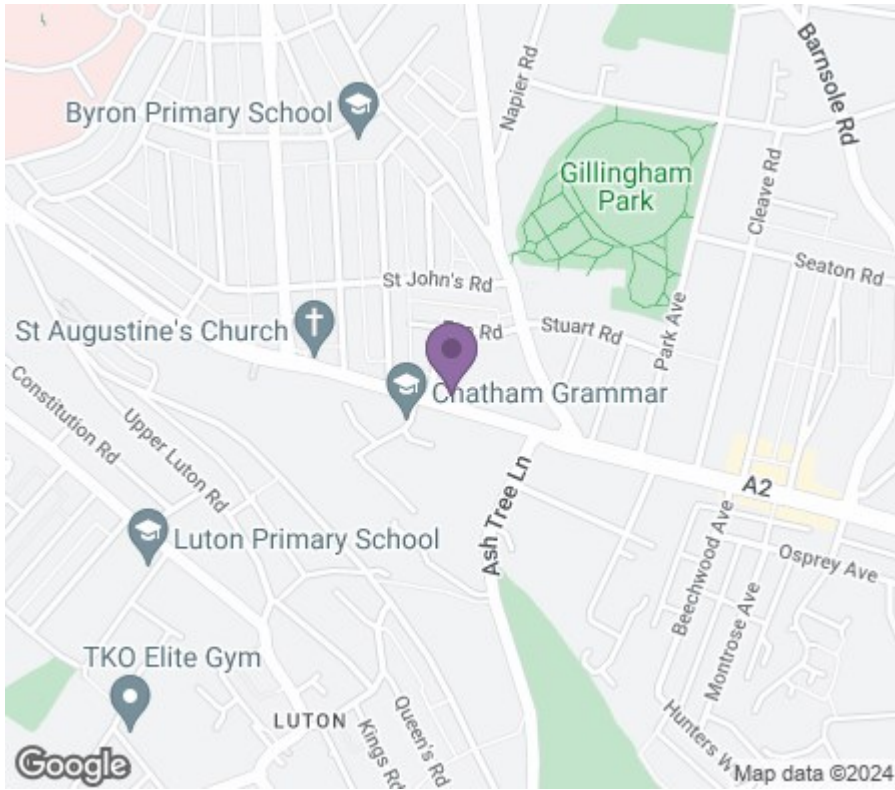 Napier Rd
Barnsole Rd
Byron Primary School
Gillingham
Park
Cleave Rd
Seaton Rd
St John's Rd
St Augustine's Church
Rd
Stuart Rd
Park Ave
Chatham Grammar
Constitution Rd
Upper Luton Rd
A2
Ash Tree Ln
Luton Primary School
Beechwood Ave
Osprey Ave
Montrose Ave
TKO Elite Gym
LUTON
Kings Rd
Queen's Rd
Hunters
Google
Map data ©2024